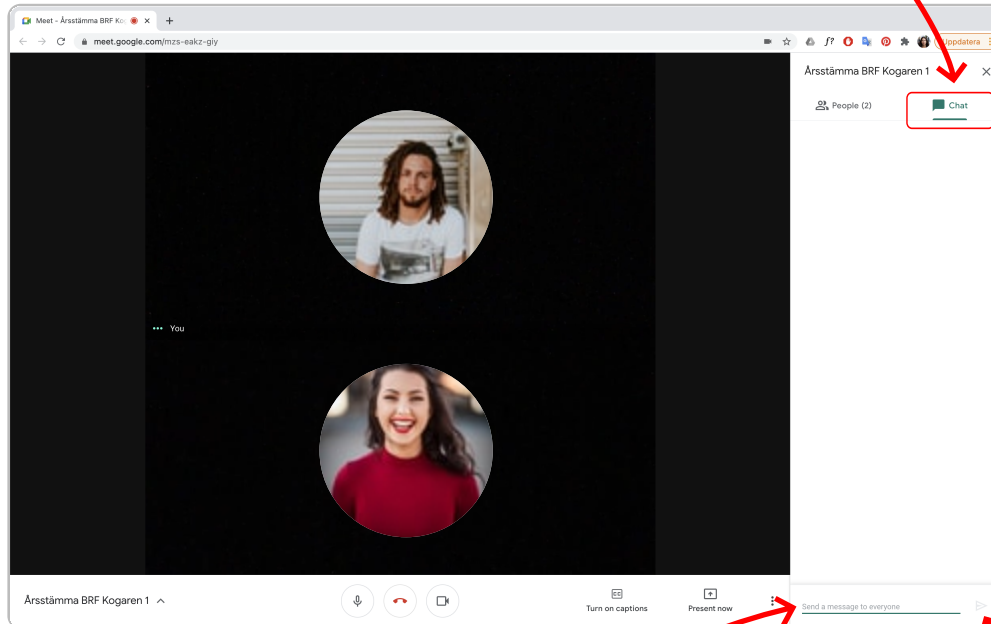 Meet - Årsstämma BRF Ko
meet.google.com/mzs-eakz-giy
f?
Uppdatera
Årsstämma BRF Kogaren 1
People (2)
Chat
You
Årsstämma BRF Kogaren 1
CC
Turn on captions
Present now
Send a message to everyone